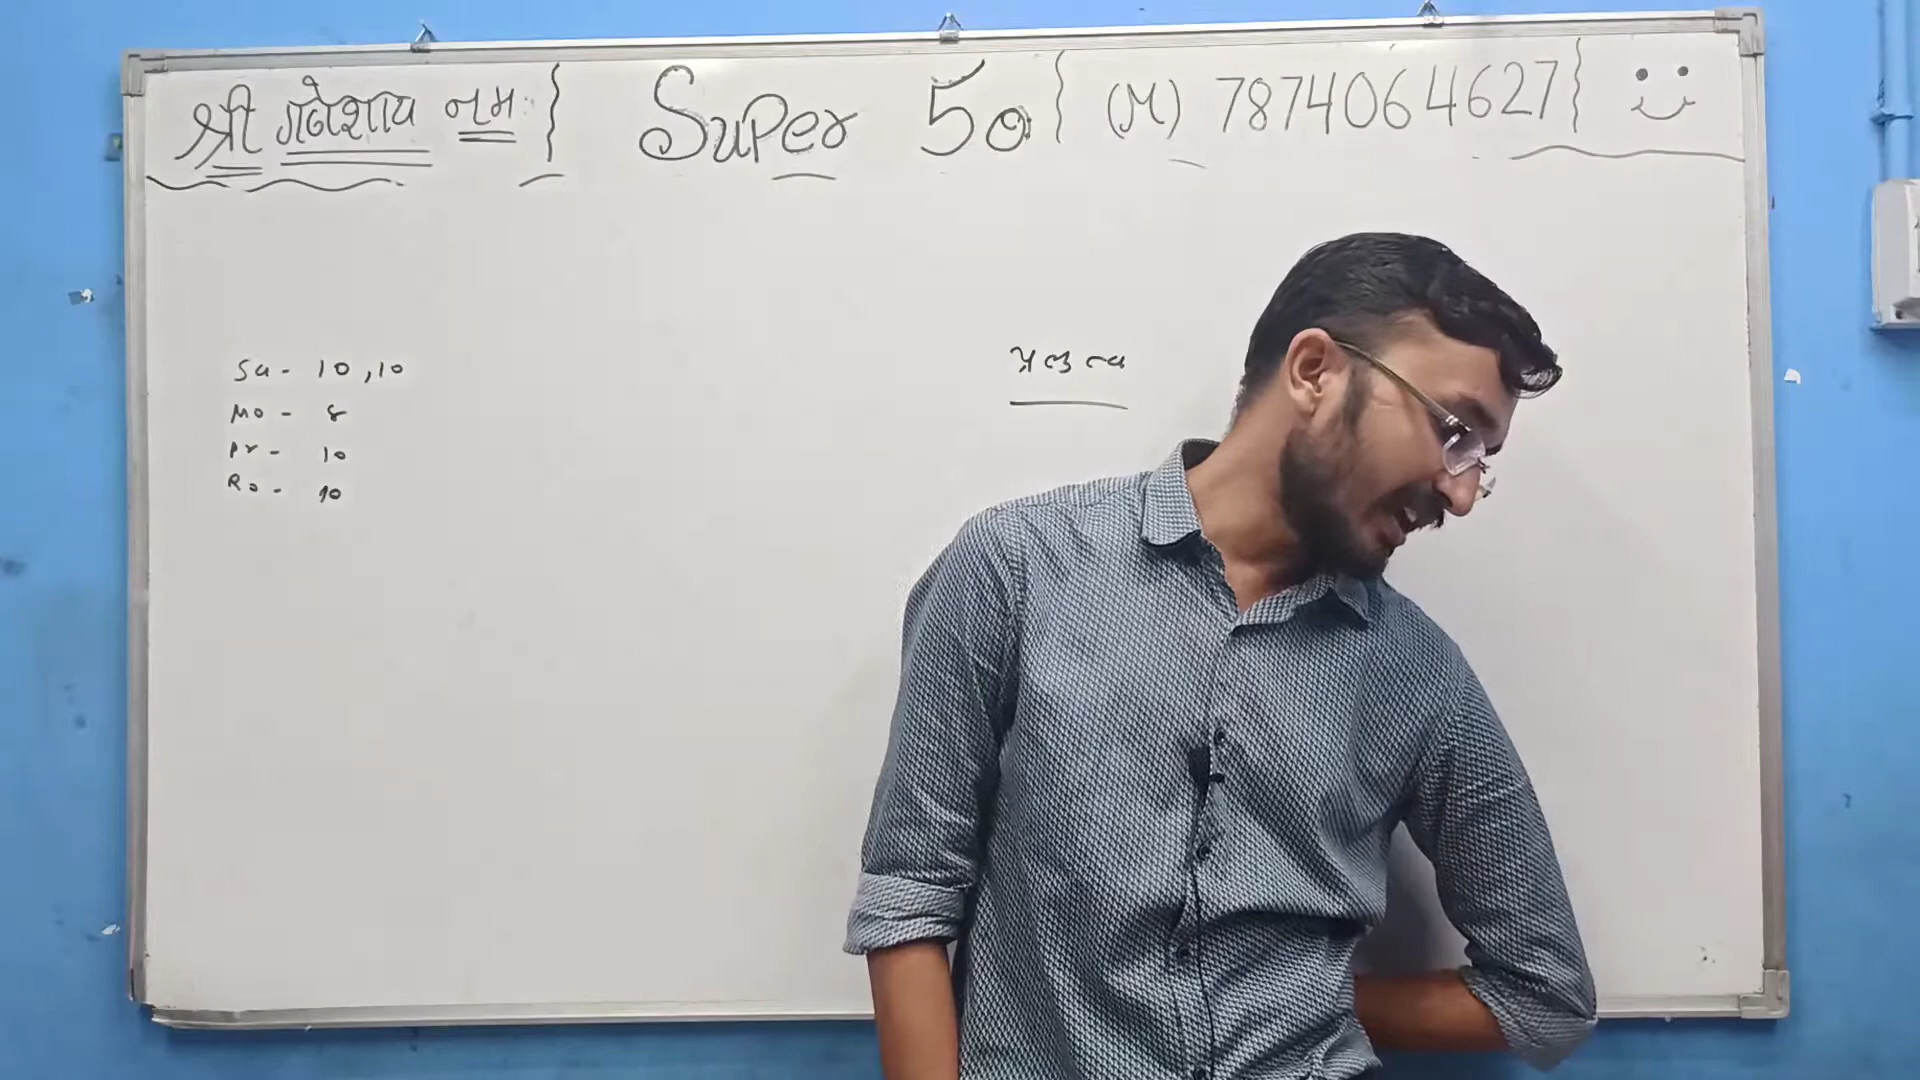 श्री गणेशाय नमः } Super 50 { (M) 7874064627 }
Su - 10, 10
Mo - 8
Pr - 10
Ro - 10